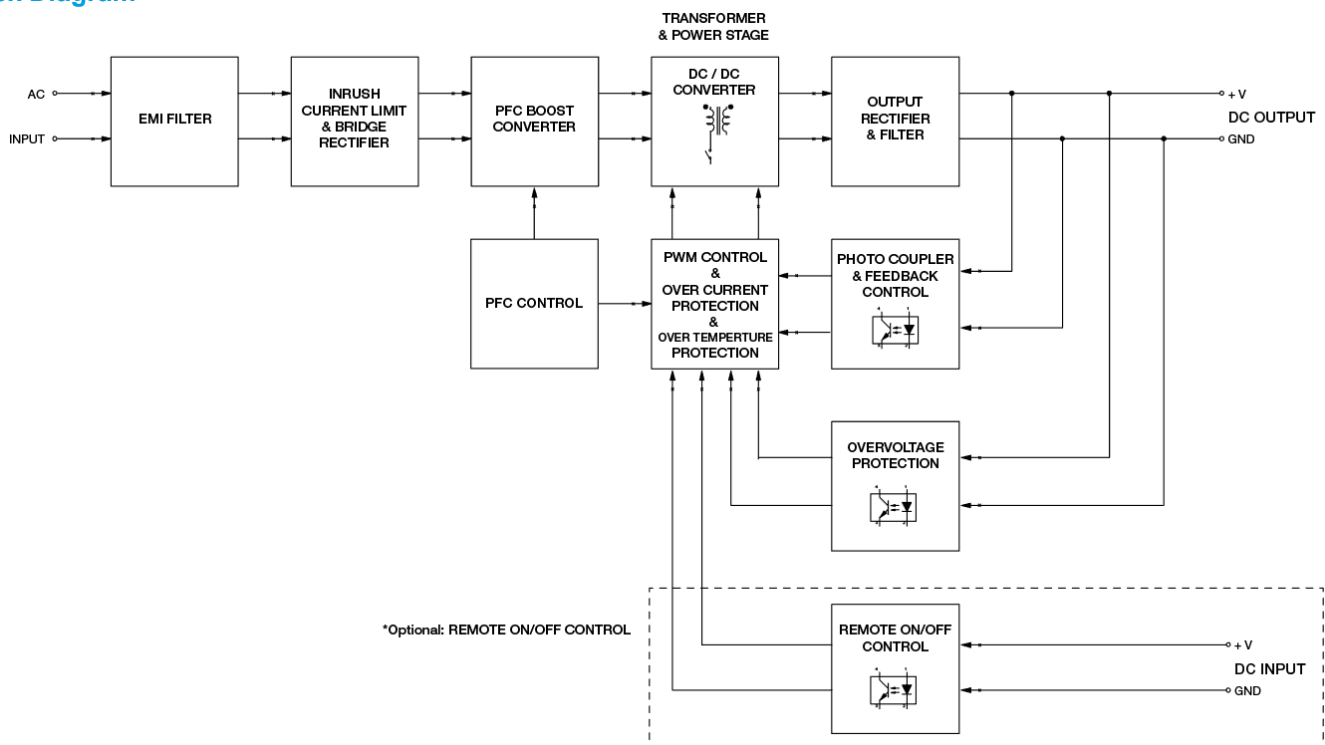 TRANSFORMER
& POWER STAGE
AC
INPUT
EMI FILTER
INRUSH
CURRENT LIMIT
& BRIDGE
RECTIFIER
PFC BOOST
CONVERTER
DC / DC
CONVERTER
OUTPUT
RECTIFIER
& FILTER
+ V
DC OUTPUT
GND
PFC CONTROL
PWM CONTROL
&
OVER CURRENT
PROTECTION
&
OVER TEMPERTURE
PROTECTION
PHOTO COUPLER
& FEEDBACK
CONTROL
OVERVOLTAGE
PROTECTION
*Optional: REMOTE ON/OFF CONTROL
REMOTE ON/OFF
CONTROL
+ V
DC INPUT
GND